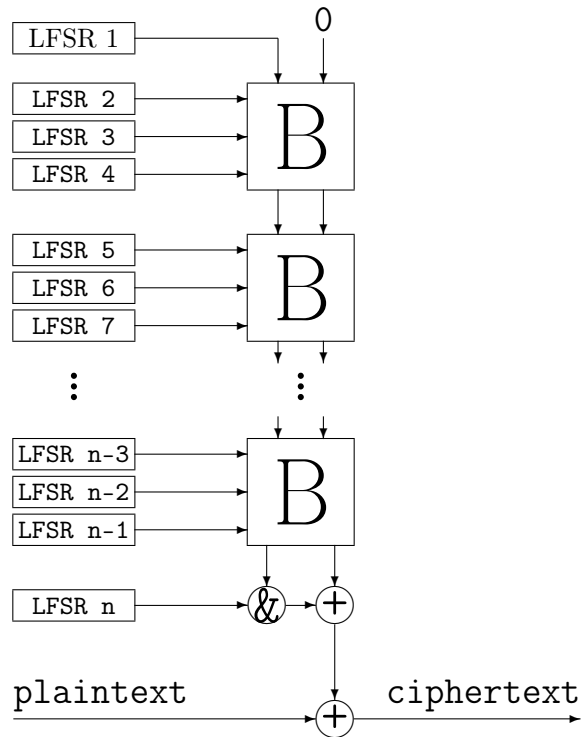 LFSR 1
0
LFSR 2
LFSR 3
LFSR 4
B
LFSR 5
LFSR 6
LFSR 7
B
LFSR n-3
LFSR n-2
LFSR n-1
B
LFSR n
&
+
plaintext
+
ciphertext